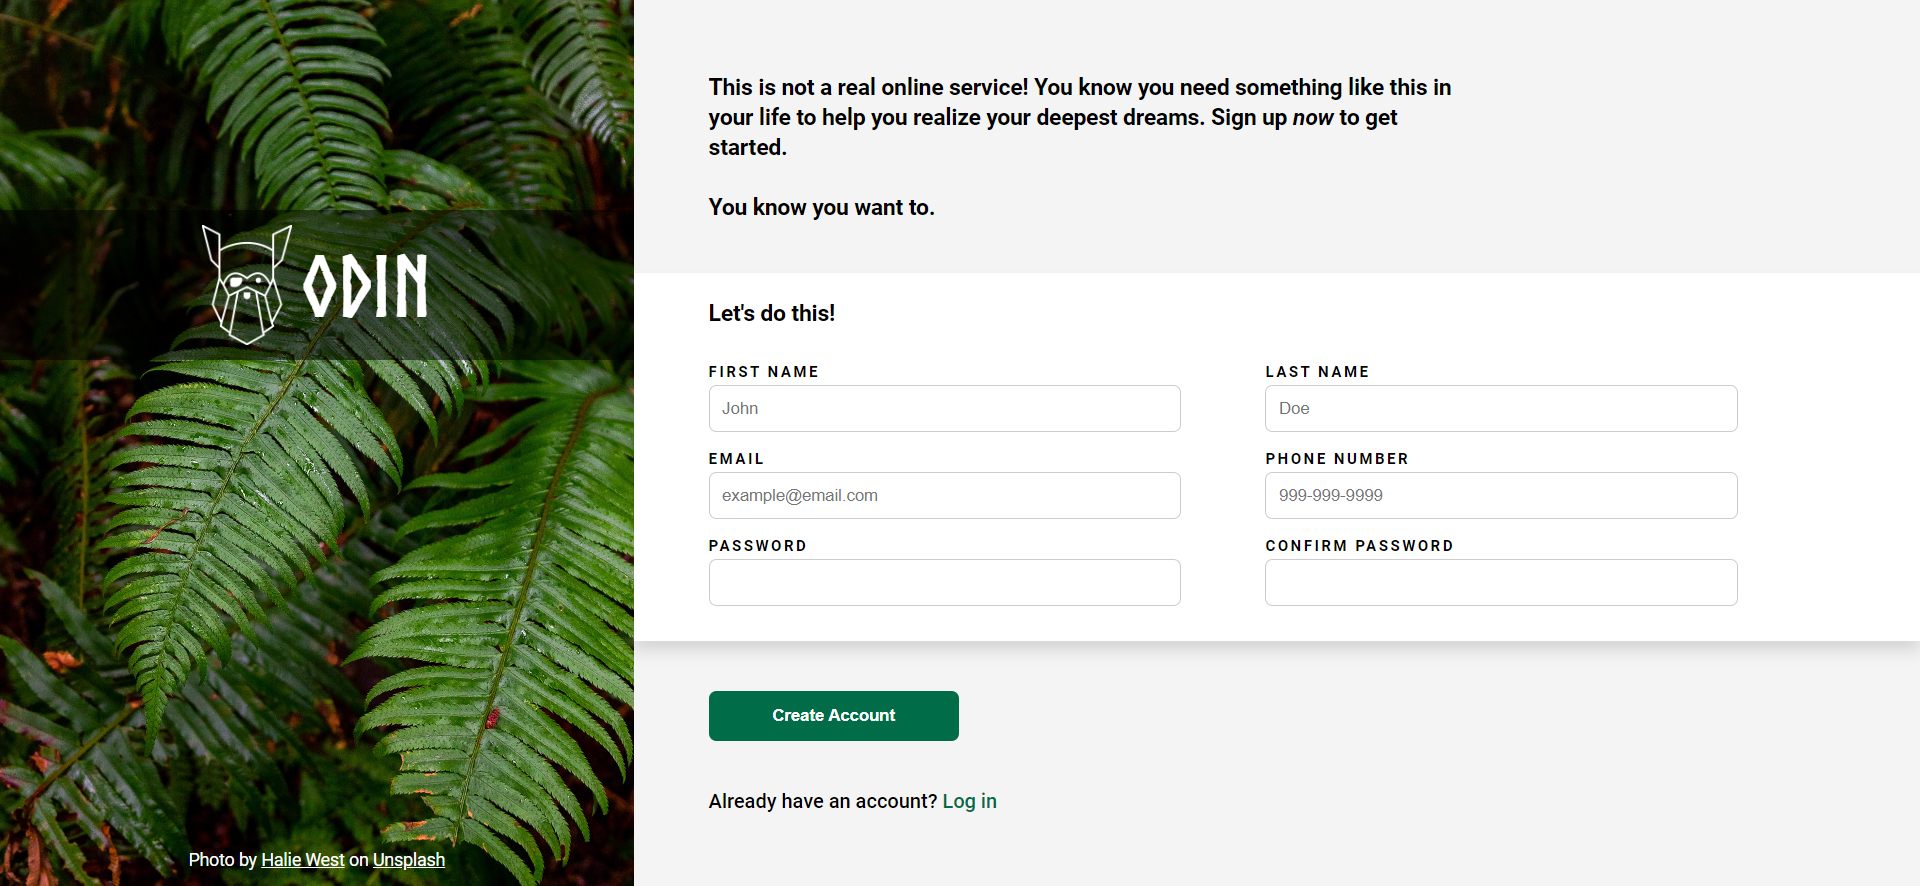 ODIN
Photo by Halie West on Unsplash
This is not a real online service! You know you need something like this in
your life to help you realize your deepest dreams. Sign up now to get
started.
You know you want to.
Let's do this!
FIRST NAME
John
LAST NAME
Doe
EMAIL
example@email.com
PHONE NUMBER
999-999-9999
PASSWORD
CONFIRM PASSWORD
Create Account
Already have an account? Log in